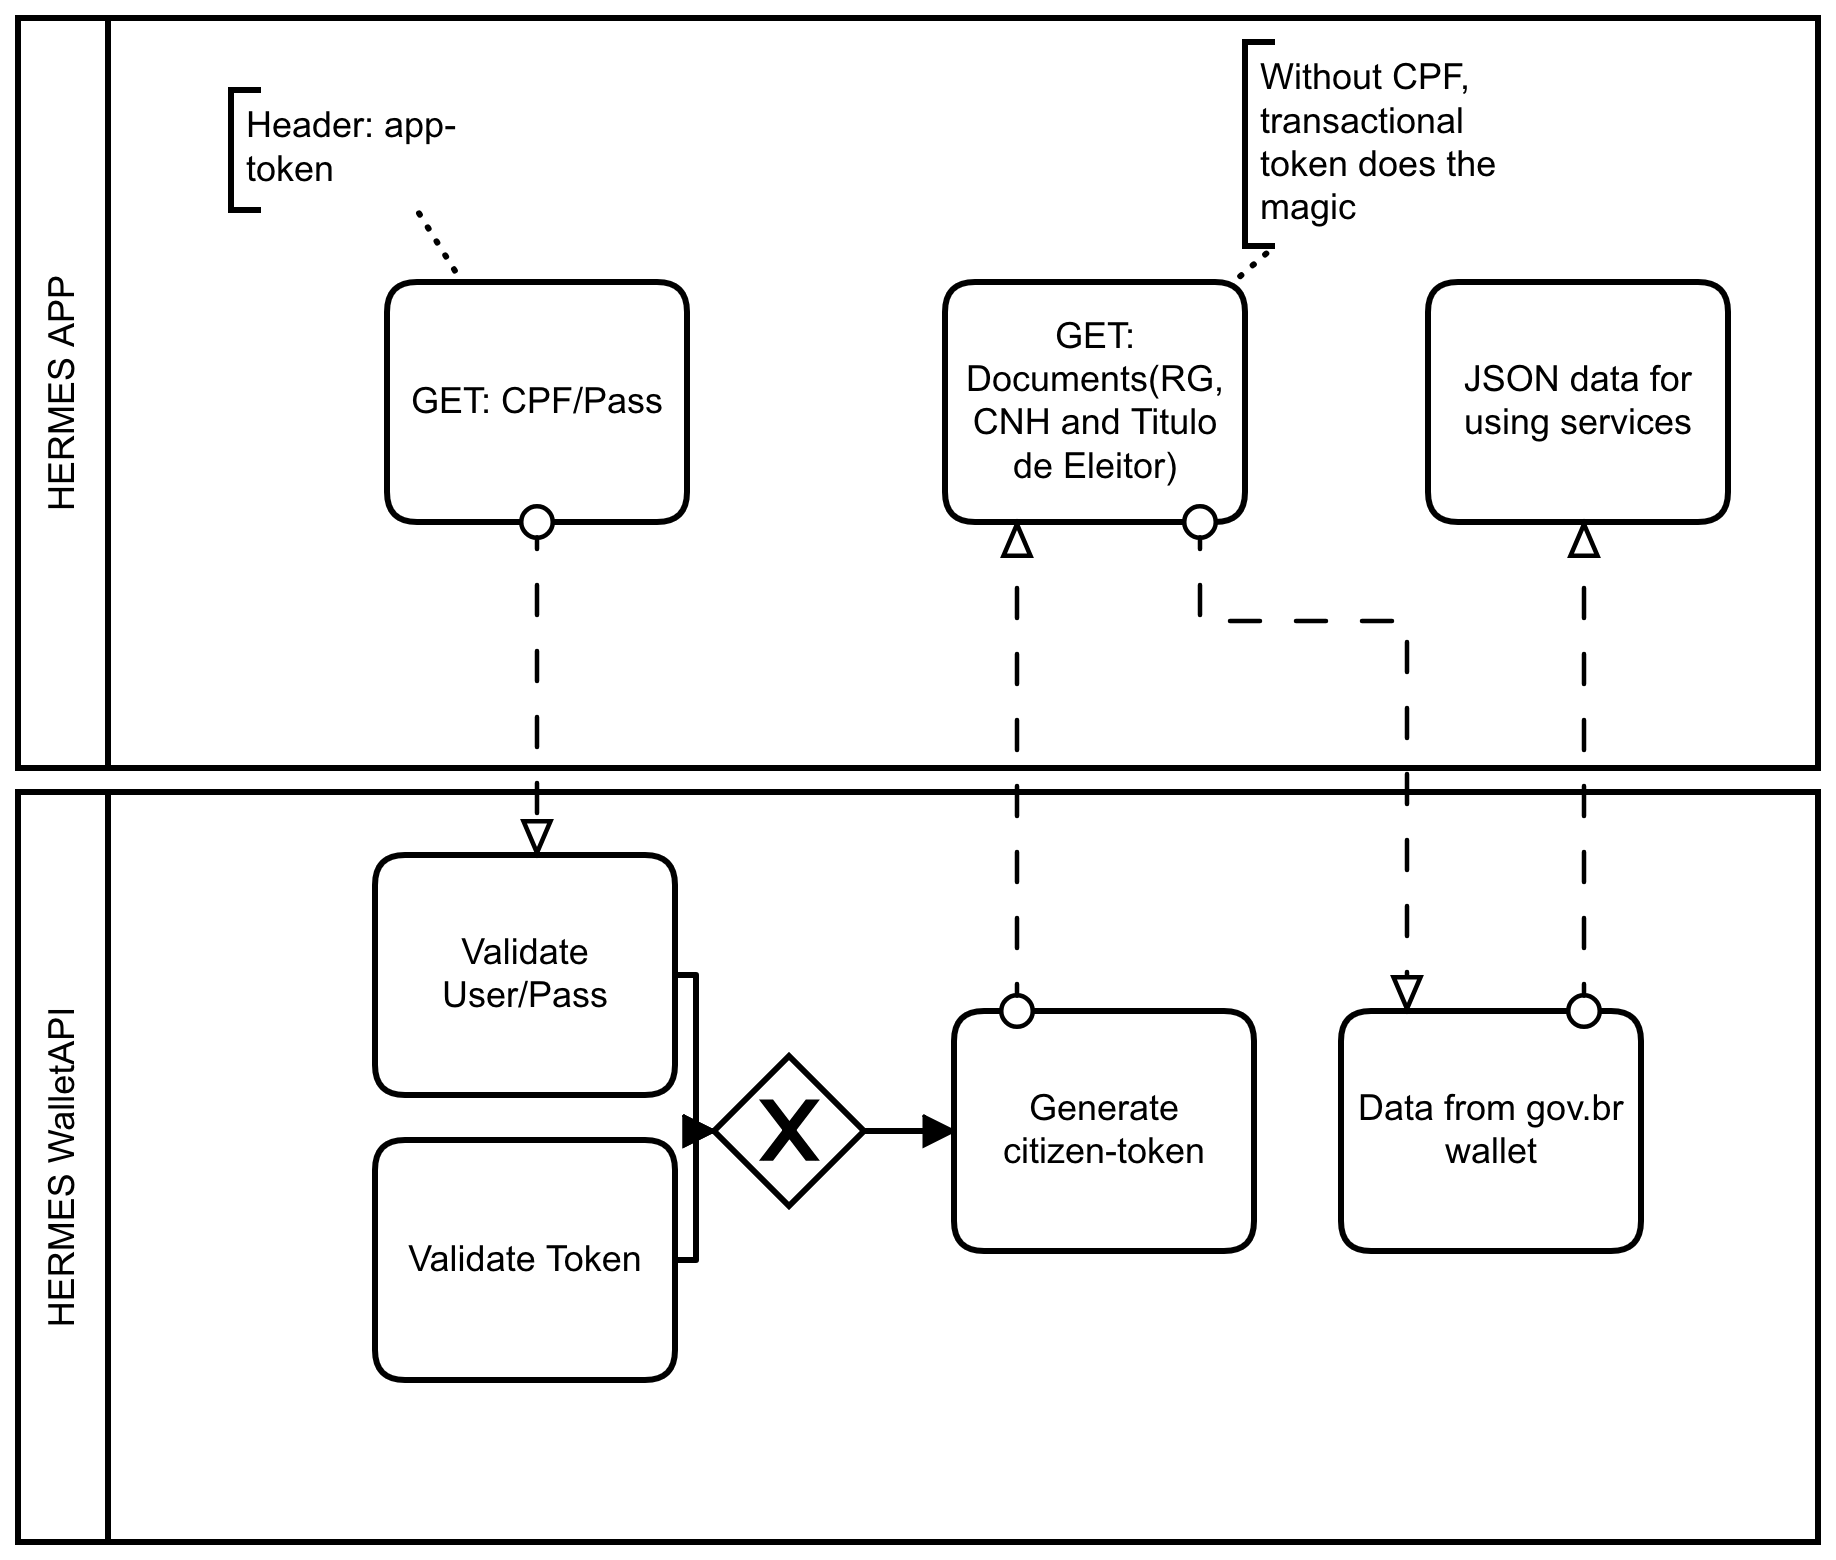 HERMES APP
Header: app-
token
Without CPF,
transactional
token does the
magic
GET: CPF/Pass
GET:
Documents(RG,
CNH and Titulo
de Eleitor)
JSON data for
using services
HERMES WalletAPI
Validate
User/Pass
Validate Token
X
Generate
citizen-token
Data from gov.br
wallet